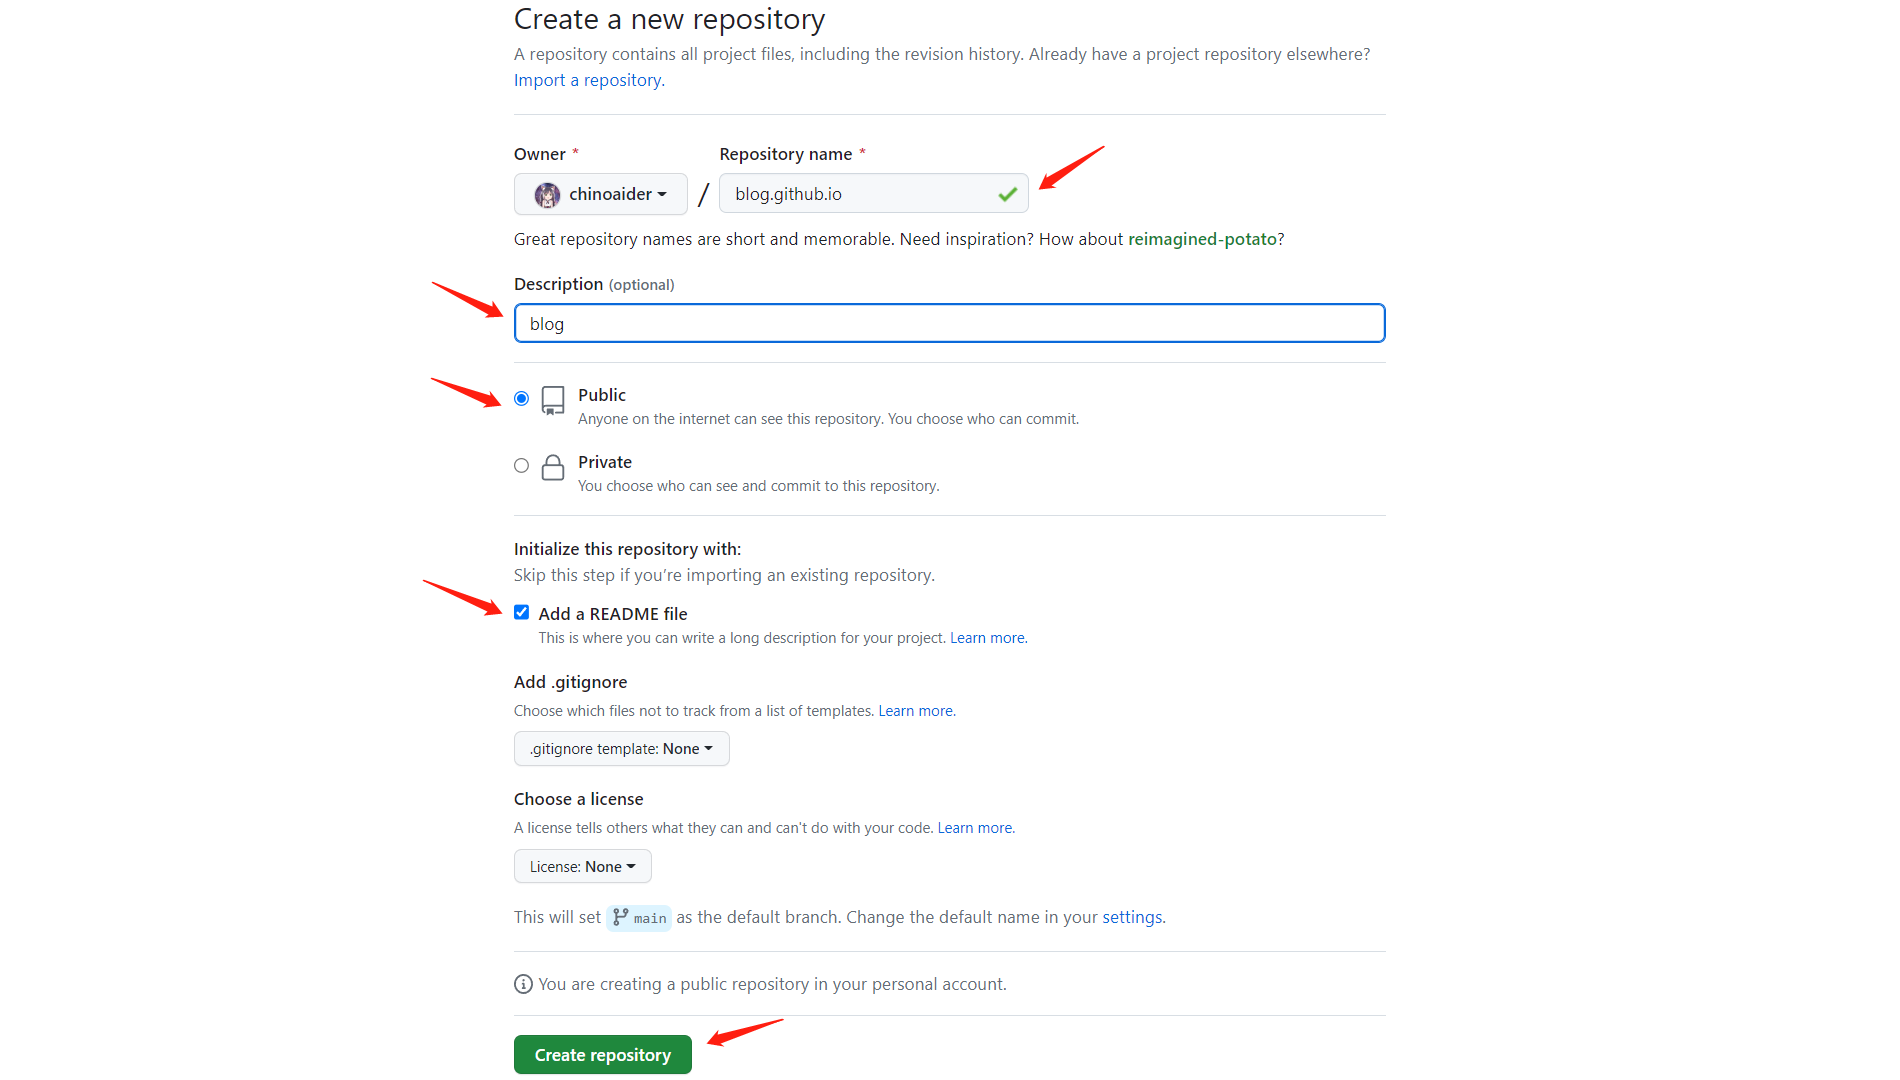 Create a new repository
A repository contains all project files, including the revision history. Already have a project repository elsewhere?
Import a repository.
Owner *
Repository name *
chinoaider
/
blog.github.io
Great repository names are short and memorable. Need inspiration? How about reimagined-potato?
Description (optional)
blog
Public
Anyone on the internet can see this repository. You choose who can commit.
Private
You choose who can see and commit to this repository.
Initialize this repository with:
Skip this step if you’re importing an existing repository.
Add a README file
This is where you can write a long description for your project. Learn more.
Add .gitignore
Choose which files not to track from a list of templates. Learn more.
.gitignore template: None
Choose a license
A license tells others what they can and can't do with your code. Learn more.
License: None
This will set main as the default branch. Change the default name in your settings.
You are creating a public repository in your personal account.
Create repository